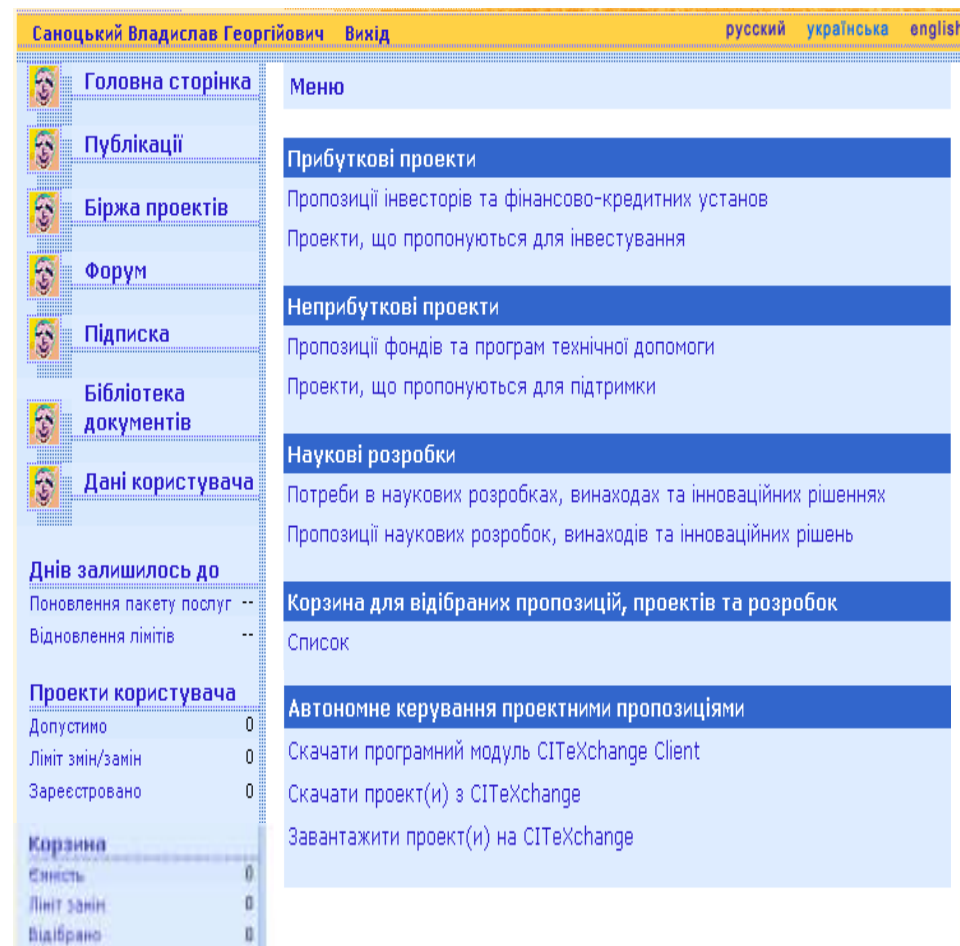 Саноцький Владислав Георгійович Вихід русский українська english
Головна сторінка
Публікації
Біржа проектів
Форум
Підписка
Бібліотека
документів
Дані користувача
Днів залишилось до
Поновлення пакету послуг --
Відновлення лімітів --
Проекти користувача
Допустимо 0
Ліміт змін/замін 0
Зареєстровано 0
Корзина
Ємність 0
Ліміт замін 0
Відібрано 0
Меню
Прибуткові проекти
Пропозиції інвесторів та фінансово-кредитних установ
Проекти, що пропонуються для інвестування
Неприбуткові проекти
Пропозиції фондів та програм технічної допомоги
Проекти, що пропонуються для підтримки
Наукові розробки
Потреби в наукових розробках, винаходах та інноваційних рішеннях
Пропозиції наукових розробок, винаходів та інноваційних рішень
Корзина для відібраних пропозицій, проектів та розробок
Список
Автономне керування проектними пропозиціями
Скачати програмний модуль CITeXchange Client
Скачати проект(и) з CITeXchange
Завантажити проект(и) на CITeXchange